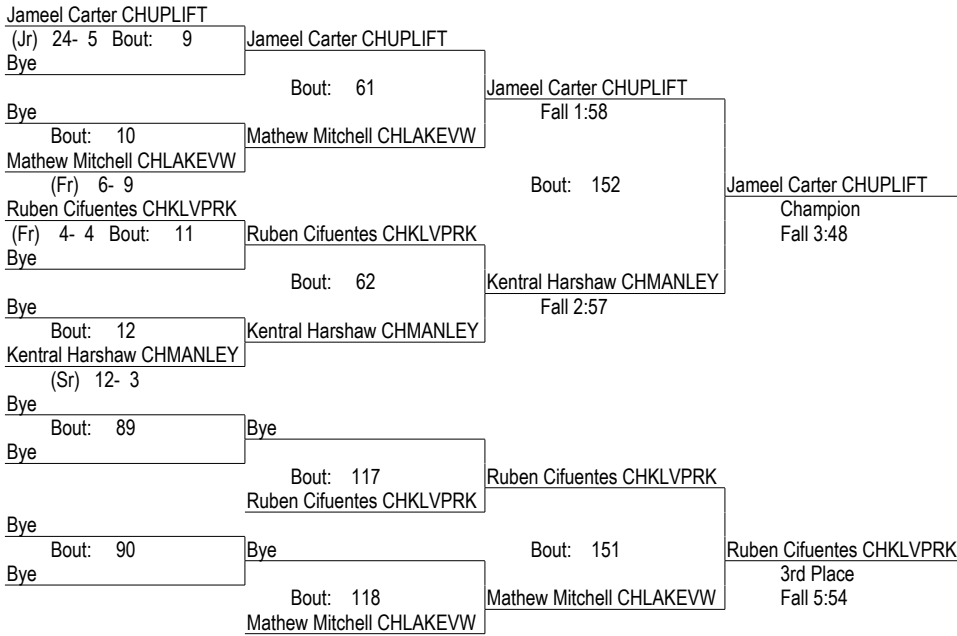 Jameel Carter CHUPLIFT
(Jr) 24- 5 Bout: 9 Jameel Carter CHUPLIFT
Bye
Bout: 61 Jameel Carter CHUPLIFT
Bye Fall 1:58
Bout: 10 Mathew Mitchell CHLAKEVW
Mathew Mitchell CHLAKEVW
(Fr) 6- 9 Bout: 152 Jameel Carter CHUPLIFT
Ruben Cifuentes CHKLVPRK Champion
(Fr) 4- 4 Bout: 11 Ruben Cifuentes CHKLVPRK Fall 3:48
Bye
Bout: 62 Kentral Harshaw CHMANLEY
Bye Fall 2:57
Bout: 12 Kentral Harshaw CHMANLEY
Kentral Harshaw CHMANLEY
(Sr) 12- 3
Bye
Bout: 89 Bye
Bye
Bout: 117 Ruben Cifuentes CHKLVPRK
Ruben Cifuentes CHKLVPRK
Bye
Bout: 90 Bye Bout: 151 Ruben Cifuentes CHKLVPRK
Bye 3rd Place
Bout: 118 Mathew Mitchell CHLAKEVW Fall 5:54
Mathew Mitchell CHLAKEVW